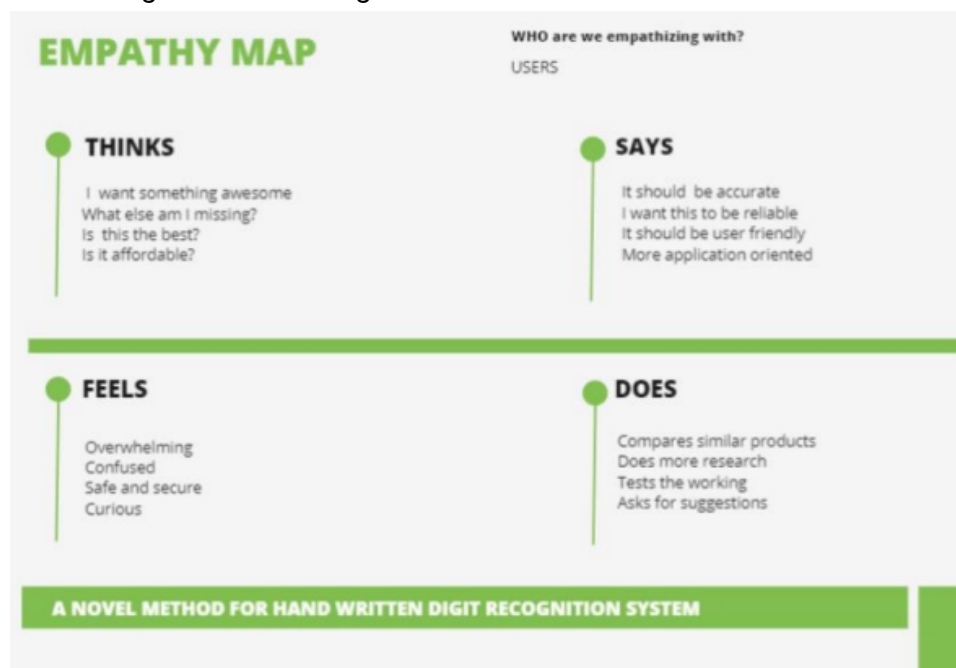 EMPATHY MAP
WHO are we empathizing with?
USERS
THINKS
I want something awesome
What else am I missing?
Is this the best?
Is it affordable?
SAYS
It should be accurate
I want this to be reliable
It should be user friendly
More application oriented
FEELS
Overwhelming
Confused
Safe and secure
Curious
DOES
Compares similar products
Does more research
Tests the working
Asks for suggestions
A NOVEL METHOD FOR HAND WRITTEN DIGIT RECOGNITION SYSTEM